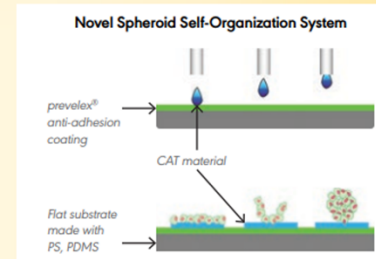 Novel Spheroid Self-Organization System
prevelex®
anti-adhesion
coating
CAT material
Flat substrate
made with
PS, PDMS